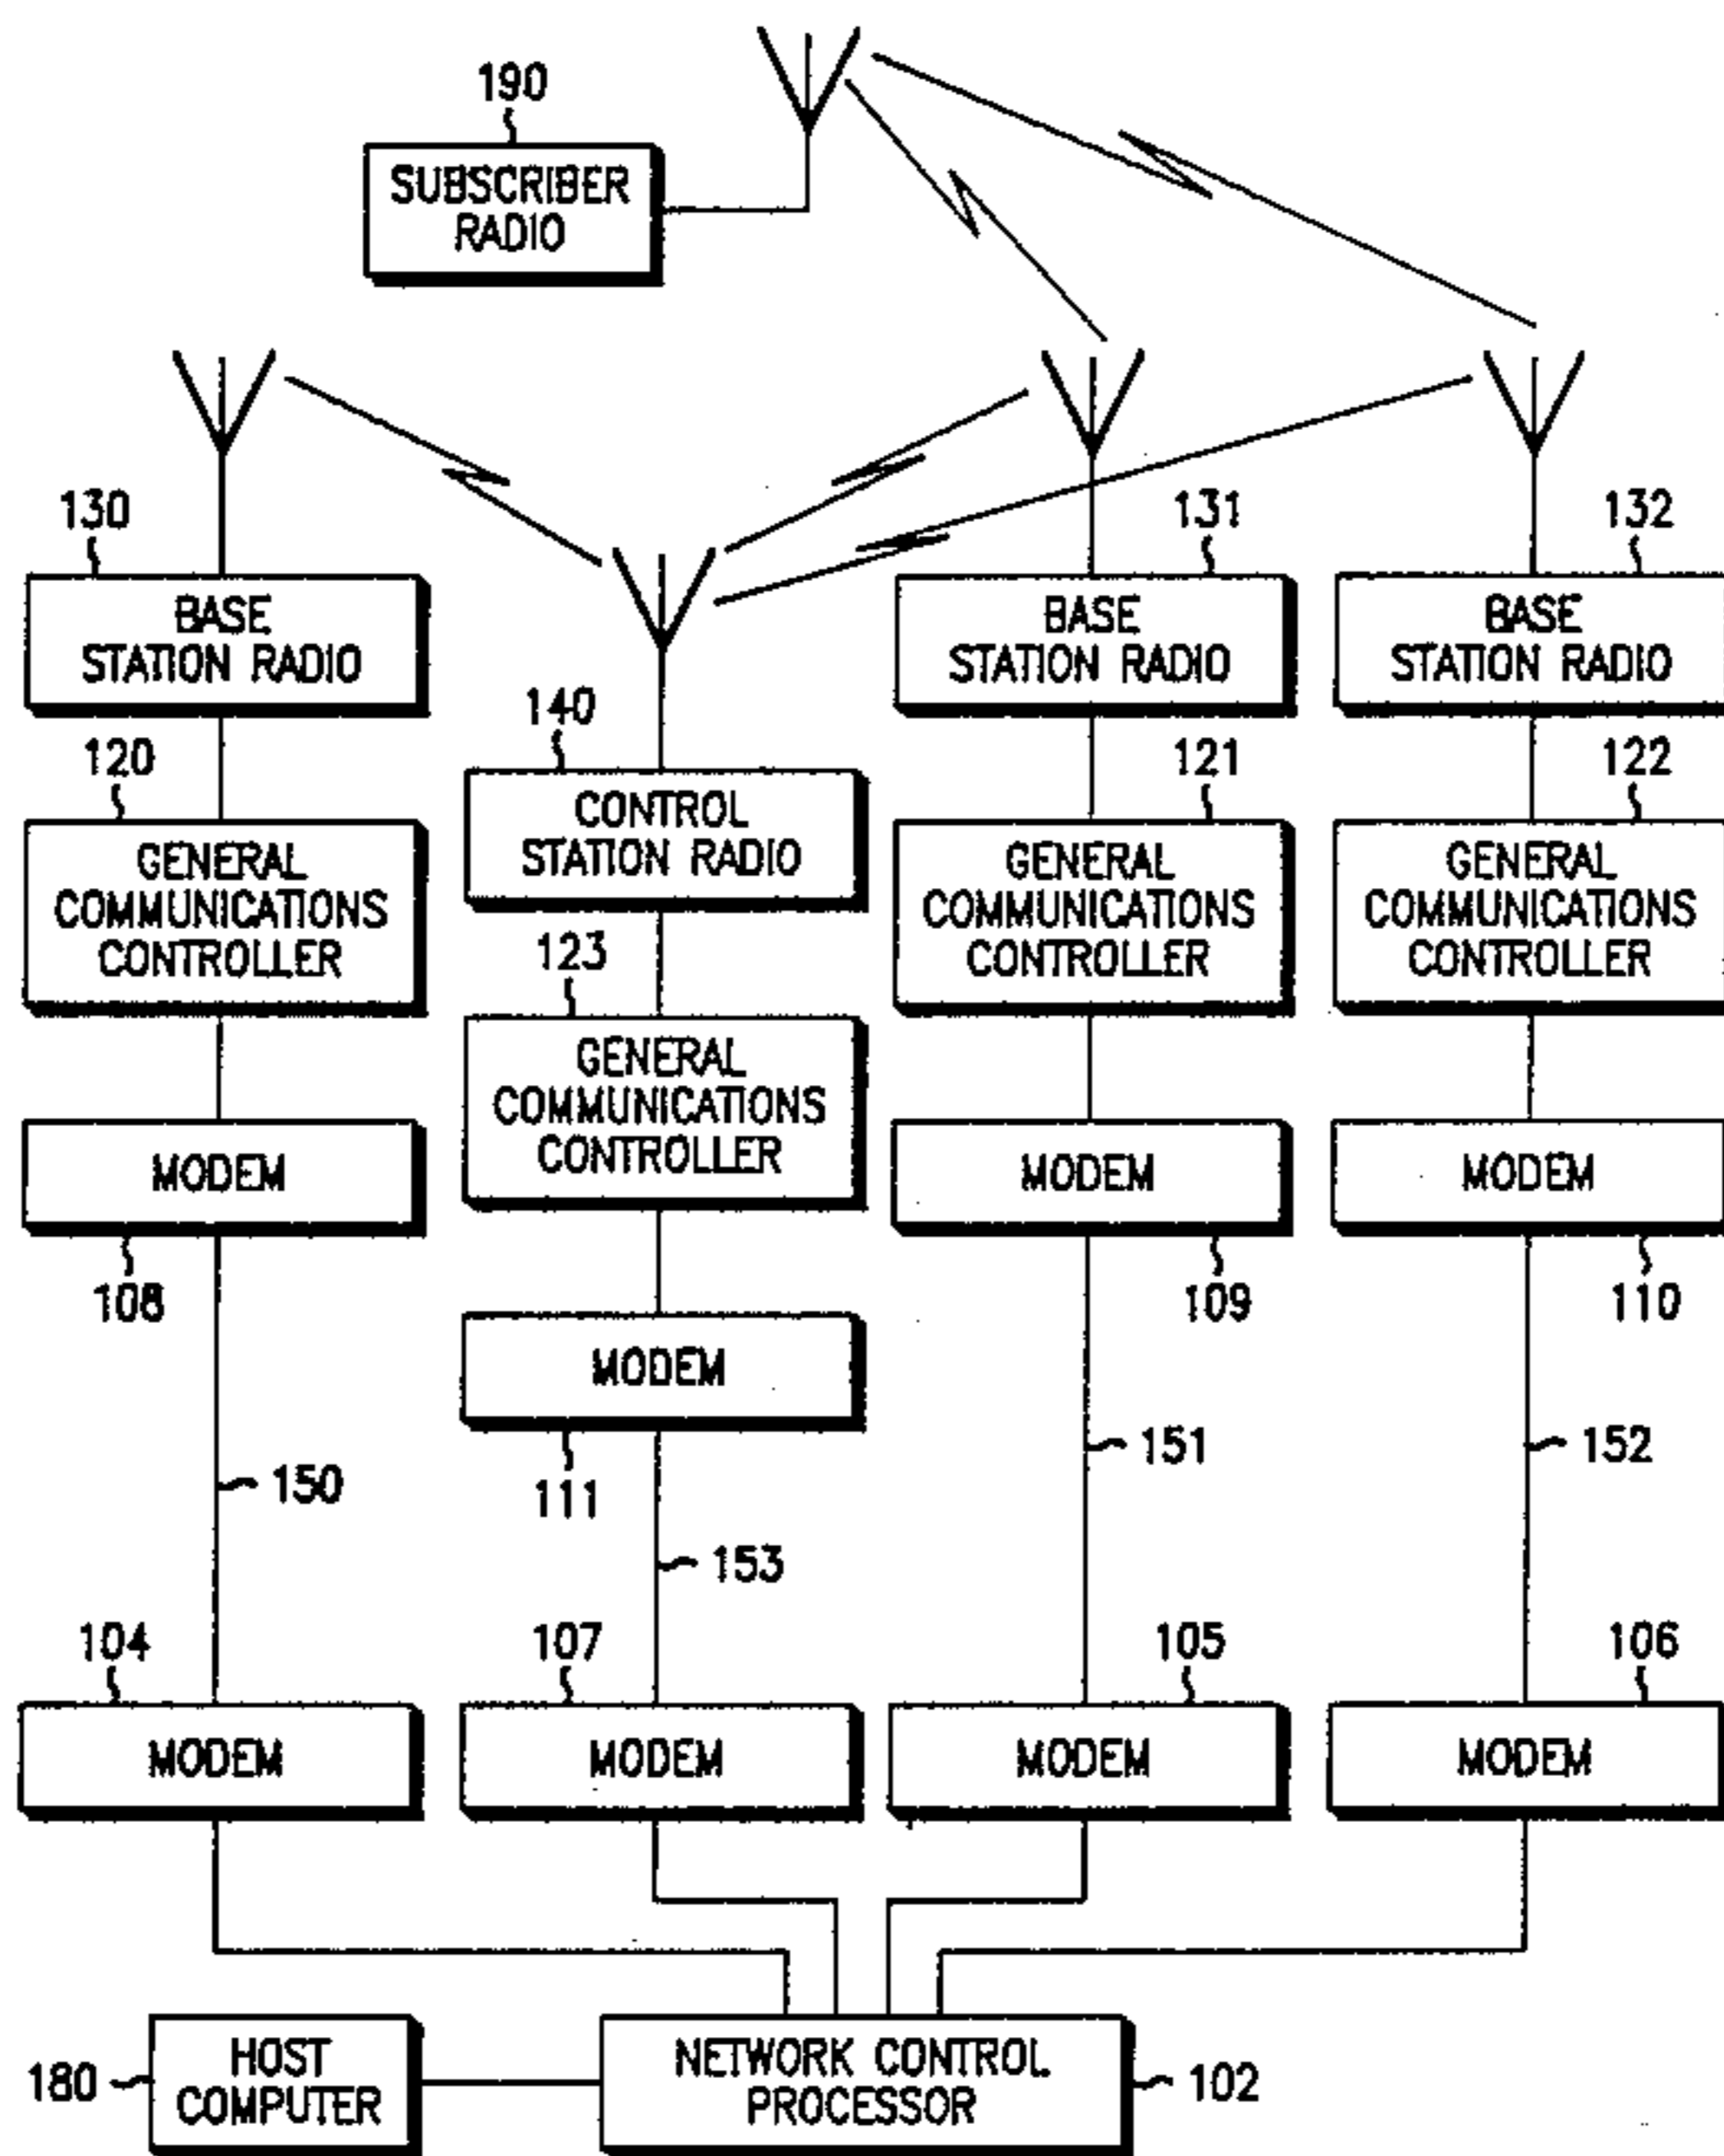 190
SUBSCRIBER
RADIO
130
131
132
BASE
STATION RADIO
BASE
STATION RADIO
BASE
STATION RADIO
140
120
121
122
CONTROL
STATION RADIO
GENERAL
COMMUNICATIONS
CONTROLLER
GENERAL
COMMUNICATIONS
CONTROLLER
GENERAL
COMMUNICATIONS
CONTROLLER
123
GENERAL
COMMUNICATIONS
CONTROLLER
MODEM
MODEM
MODEM
108
109
110
MODEM
111
150
151
152
153
104
107
105
106
MODEM
MODEM
MODEM
MODEM
180
HOST
COMPUTER
NETWORK CONTROL
PROCESSOR
102